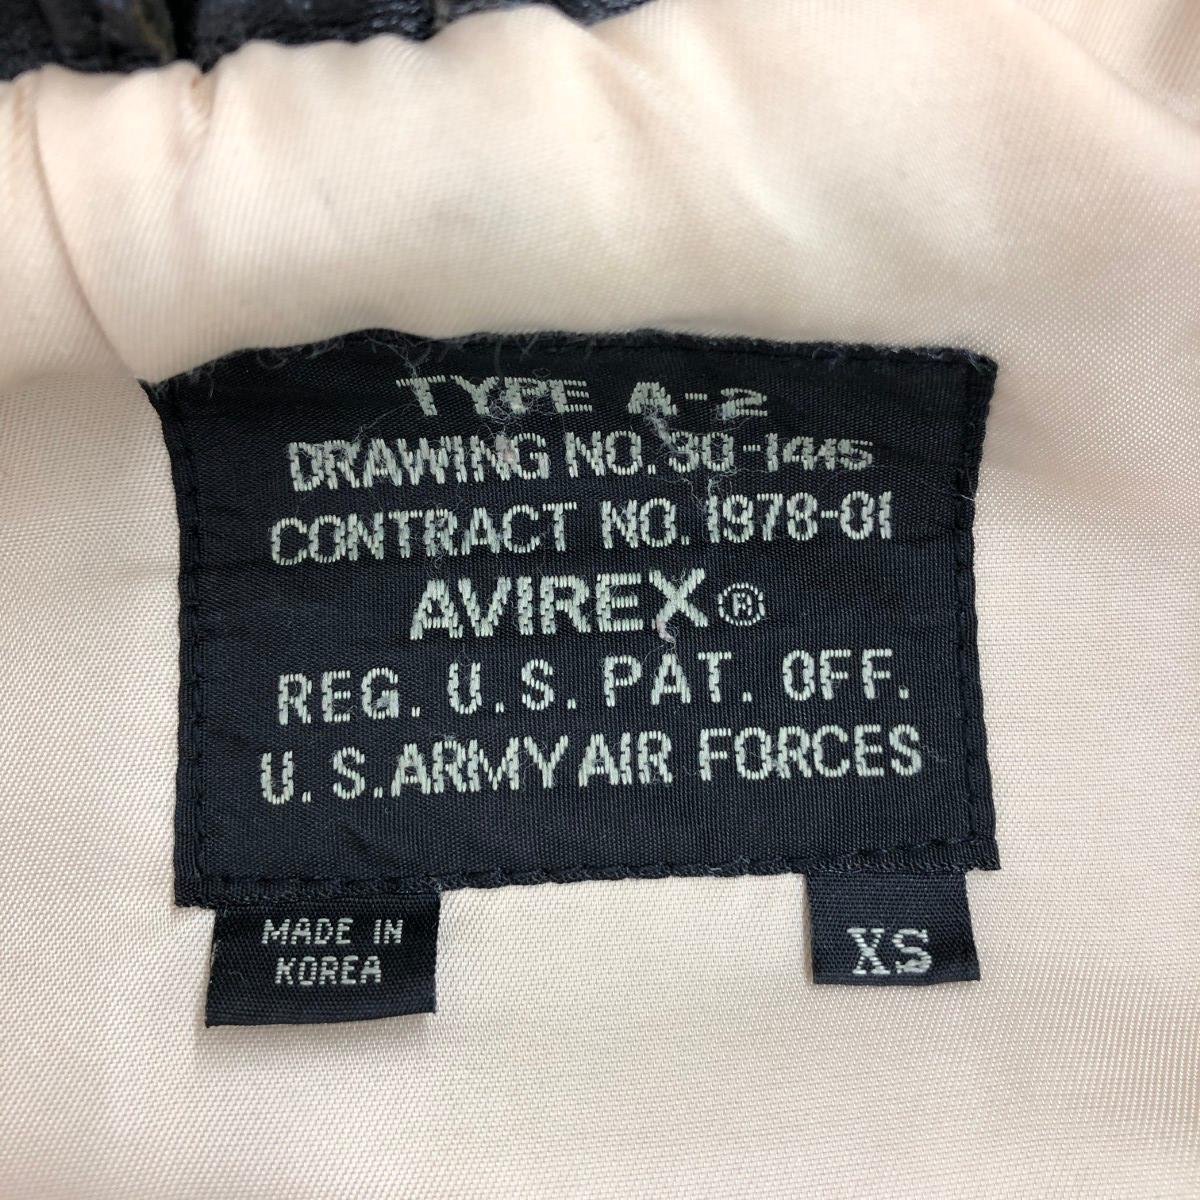 TYPE A-2
DRAWING NO. 30-1415
CONTRACT NO. 1978-01
AVIREX®
REG. U.S. PAT. OFF.
U.S. ARMY AIR FORCES
MADE IN
KOREA
XS